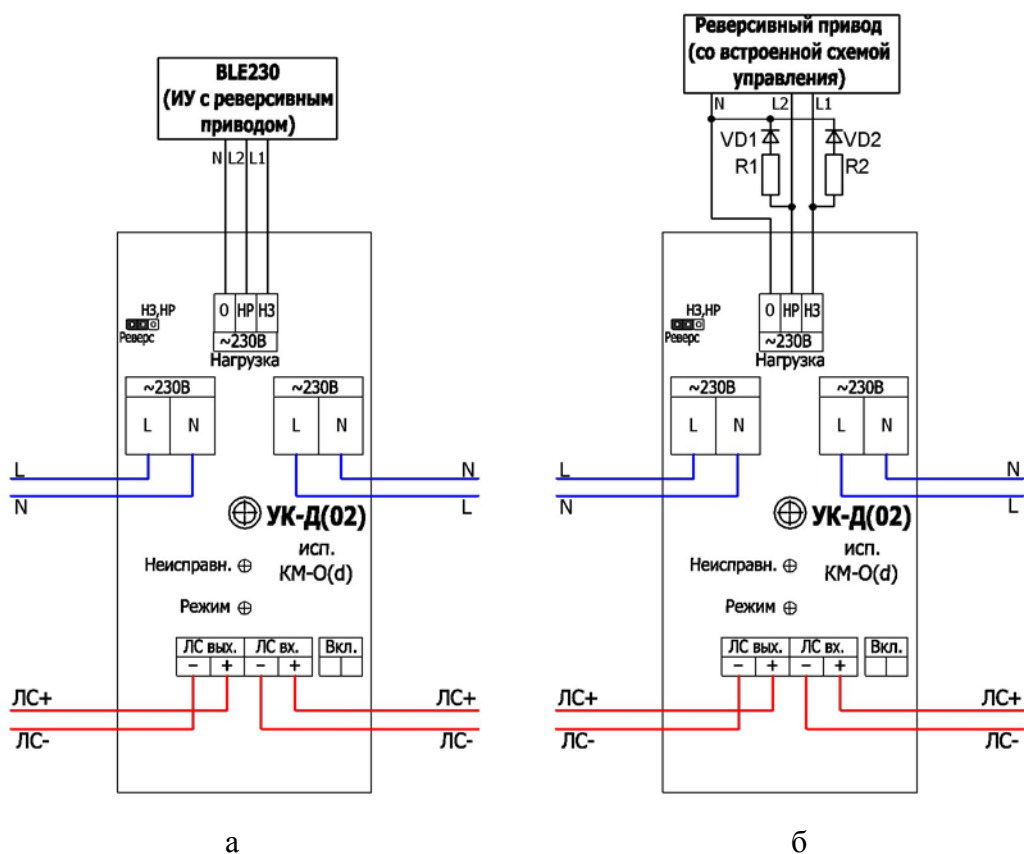 BLE230
(ИУ с реверсивным
приводом)
N L2 L1
НЗ,НР
Реверс
О НР НЗ
~230В
Нагрузка
~230В ~230В
L N L N
L N
N L
УК-Д(02)
исп.
КМ-О(d)
Неисправн.
Режим
ЛС вых. ЛС вх. Вкл.
– + – +
ЛС+ ЛС+
ЛС- ЛС-
а
Реверсивный привод
(со встроенной схемой
управления)
N L2 L1
VD1 VD2
R1 R2
НЗ,НР
Реверс
О НР НЗ
~230В
Нагрузка
~230В ~230В
L N L N
L N
N L
УК-Д(02)
исп.
КМ-О(d)
Неисправн.
Режим
ЛС вых. ЛС вх. Вкл.
– + – +
ЛС+ ЛС+
ЛС- ЛС-
б